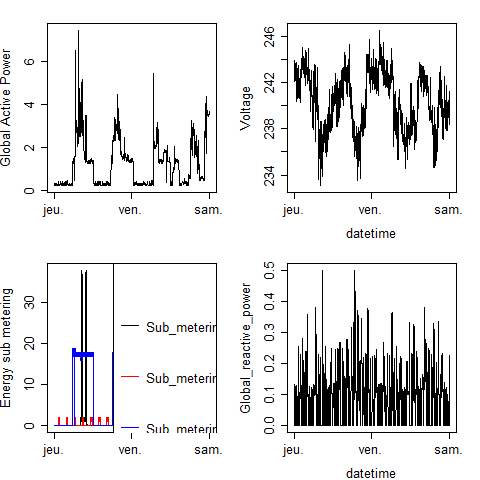 Global Active Power
0 2 4 6
jeu. ven. sam.
Voltage
234 238 242 246
jeu. ven. sam.
datetime
Energy sub metering
0 10 20 30
jeu. ven. sam.
Sub_meterin
Sub_meterin
Sub_meterin
Global_reactive_power
0.0 0.1 0.2 0.3 0.4 0.5
jeu. ven. sam.
datetime